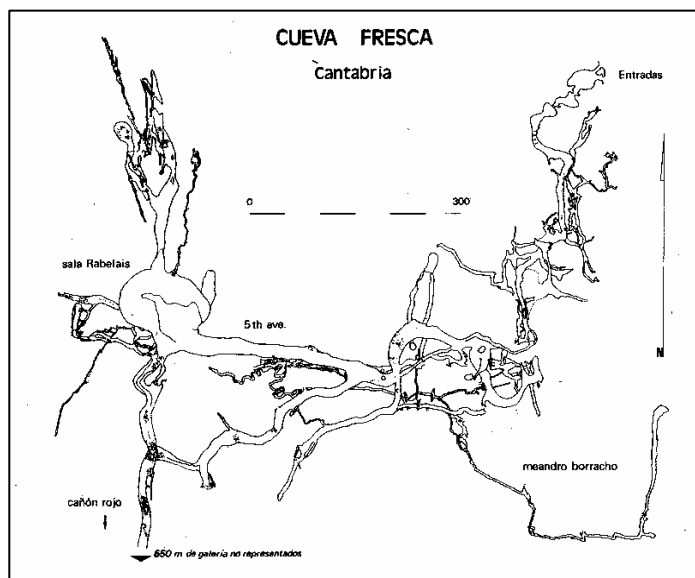 CUEVA FRESCA
Cantabria
Entradas
0 300
sala Rabelais
5th ave.
N
meandro borracho
cañón rojo
650 m de galería no representados